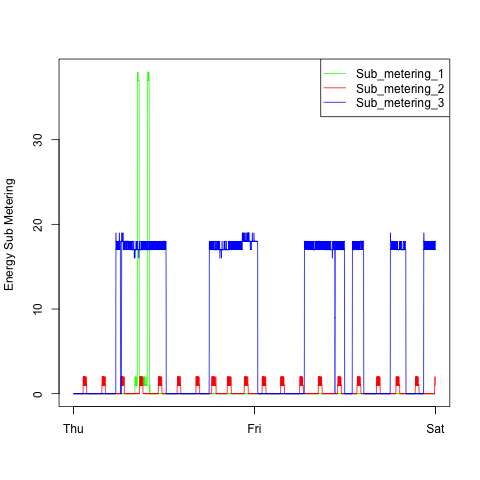 Sub_metering_1
Sub_metering_2
Sub_metering_3
Energy Sub Metering
30
20
10
0
Thu
Fri
Sat